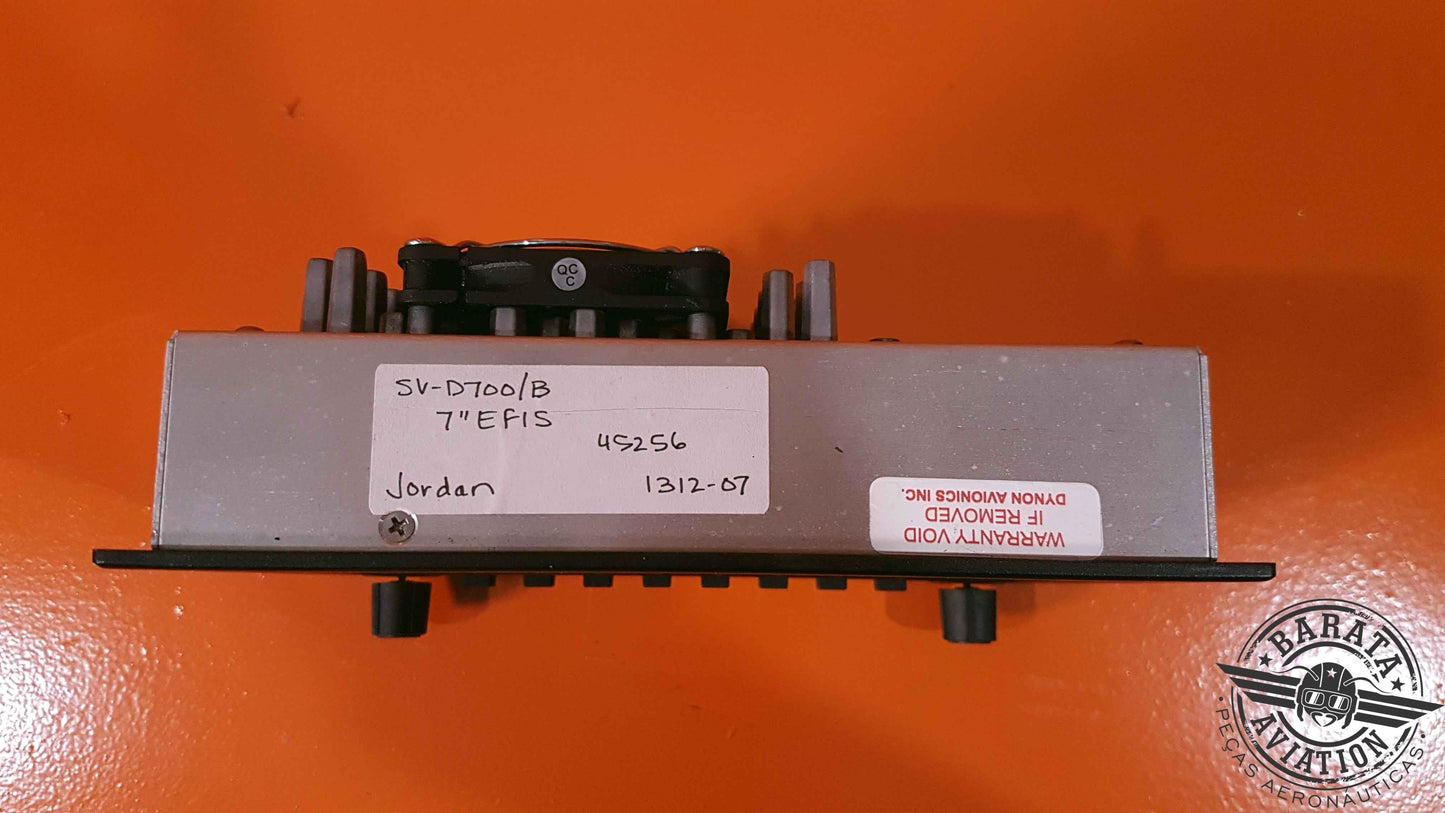 QC
C
SV-D700/B
7" EFIS
45256
Jordan 1312-07
WARRANTY VOID
IF REMOVED
DYNON AVIONICS INC.
BARATA
AVIATION
• PEÇAS AERONÁUTICAS •